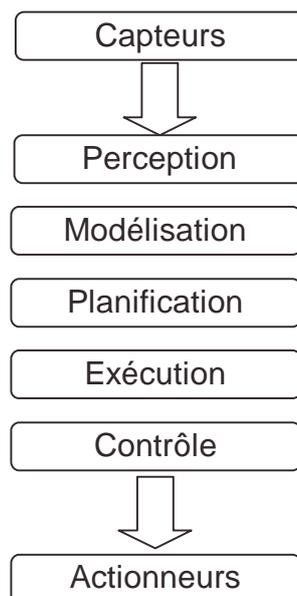 Capteurs
Perception
Modélisation
Planification
Exécution
Contrôle
Actionneurs